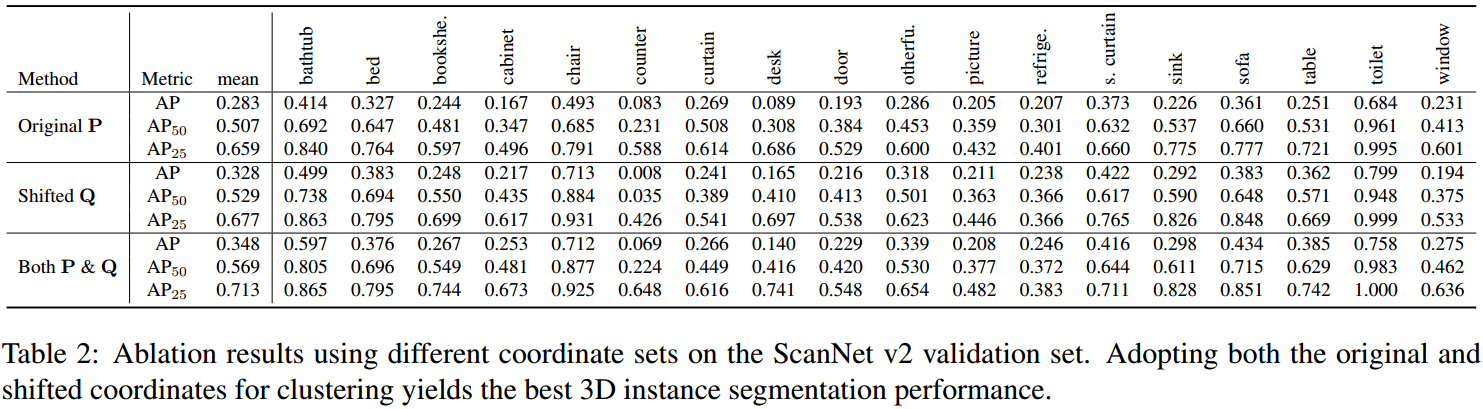 Method Metric mean bathtub bed bookshe. cabinet chair counter curtain desk door otherfu. picture refrige. s. curtain sink sofa table toilet window
AP 0.283 0.414 0.327 0.244 0.167 0.493 0.083 0.269 0.089 0.193 0.286 0.205 0.207 0.373 0.226 0.361 0.251 0.684 0.231
Original P AP50 0.507 0.692 0.647 0.481 0.347 0.685 0.231 0.508 0.308 0.384 0.453 0.359 0.301 0.632 0.537 0.660 0.531 0.961 0.413
AP25 0.659 0.840 0.764 0.597 0.496 0.791 0.588 0.614 0.686 0.529 0.600 0.432 0.401 0.660 0.775 0.777 0.721 0.995 0.601
AP 0.328 0.499 0.383 0.248 0.217 0.713 0.008 0.241 0.165 0.216 0.318 0.211 0.238 0.422 0.292 0.383 0.362 0.799 0.194
Shifted Q AP50 0.529 0.738 0.694 0.550 0.435 0.884 0.035 0.389 0.410 0.413 0.501 0.363 0.366 0.617 0.590 0.648 0.571 0.948 0.375
AP25 0.677 0.863 0.795 0.699 0.617 0.931 0.426 0.541 0.697 0.538 0.623 0.446 0.366 0.765 0.826 0.848 0.669 0.999 0.533
AP 0.348 0.597 0.376 0.267 0.253 0.712 0.069 0.266 0.140 0.229 0.339 0.208 0.246 0.416 0.298 0.434 0.385 0.758 0.275
Both P & Q AP50 0.569 0.805 0.696 0.549 0.481 0.877 0.224 0.449 0.416 0.420 0.530 0.377 0.372 0.644 0.611 0.715 0.629 0.983 0.462
AP25 0.713 0.865 0.795 0.744 0.673 0.925 0.648 0.616 0.741 0.548 0.654 0.482 0.383 0.711 0.828 0.851 0.742 1.000 0.636
Table 2: Ablation results using different coordinate sets on the ScanNet v2 validation set. Adopting both the original and
shifted coordinates for clustering yields the best 3D instance segmentation performance.